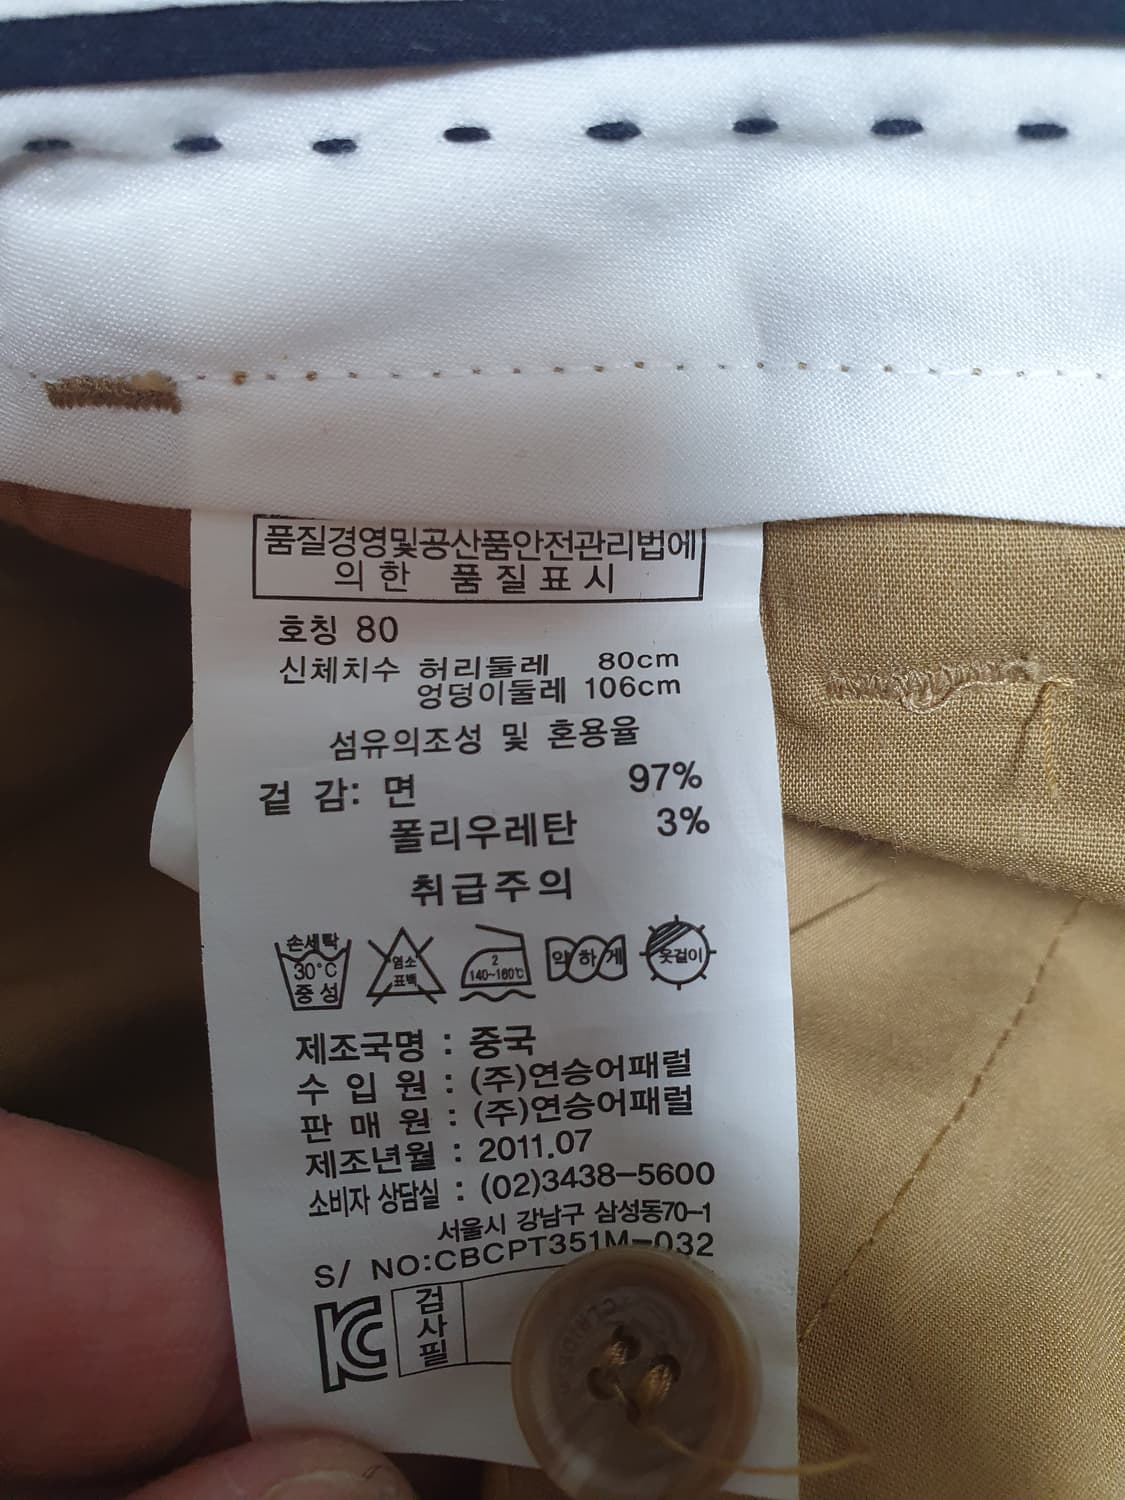 품질경영및공산품안전관리법에
의 한 품 질 표 시
호칭 80
신체치수 허리둘레 80cm
엉덩이둘레 106cm
섬유의조성 및 혼용율
겉 감: 면 97%
폴리우레탄 3%
취급주의
손세탁
30°C
중성
염소
표백
2
140~160℃
약하게
옷걸이
제조국명 : 중국
수 입 원 : (주)연승어패럴
판 매 원 : (주)연승어패럴
제조년월 : 2011.07
소비자 상담실 : (02)3438-5600
서울시 강남구 삼성동70-1
S/ NO:CBCPT351M-032
검
사
필